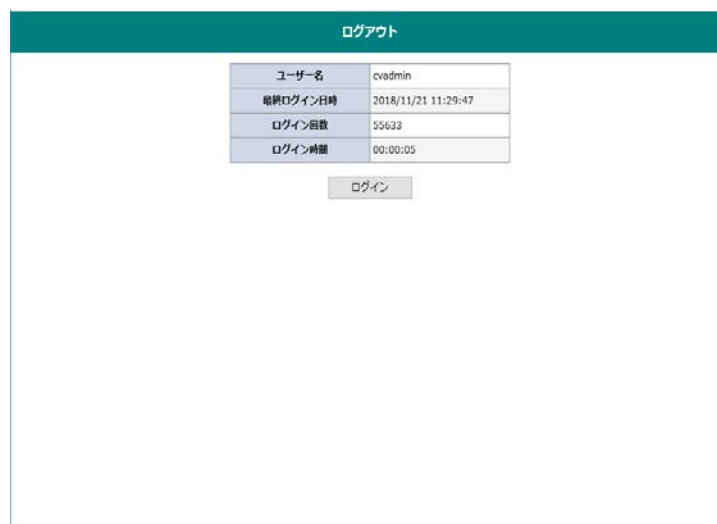 ログアウト
ユーザー名 cvadmin
最終ログイン日時 2018/11/21 11:29:47
ログイン回数 55633
ログイン時間 00:00:05
ログイン